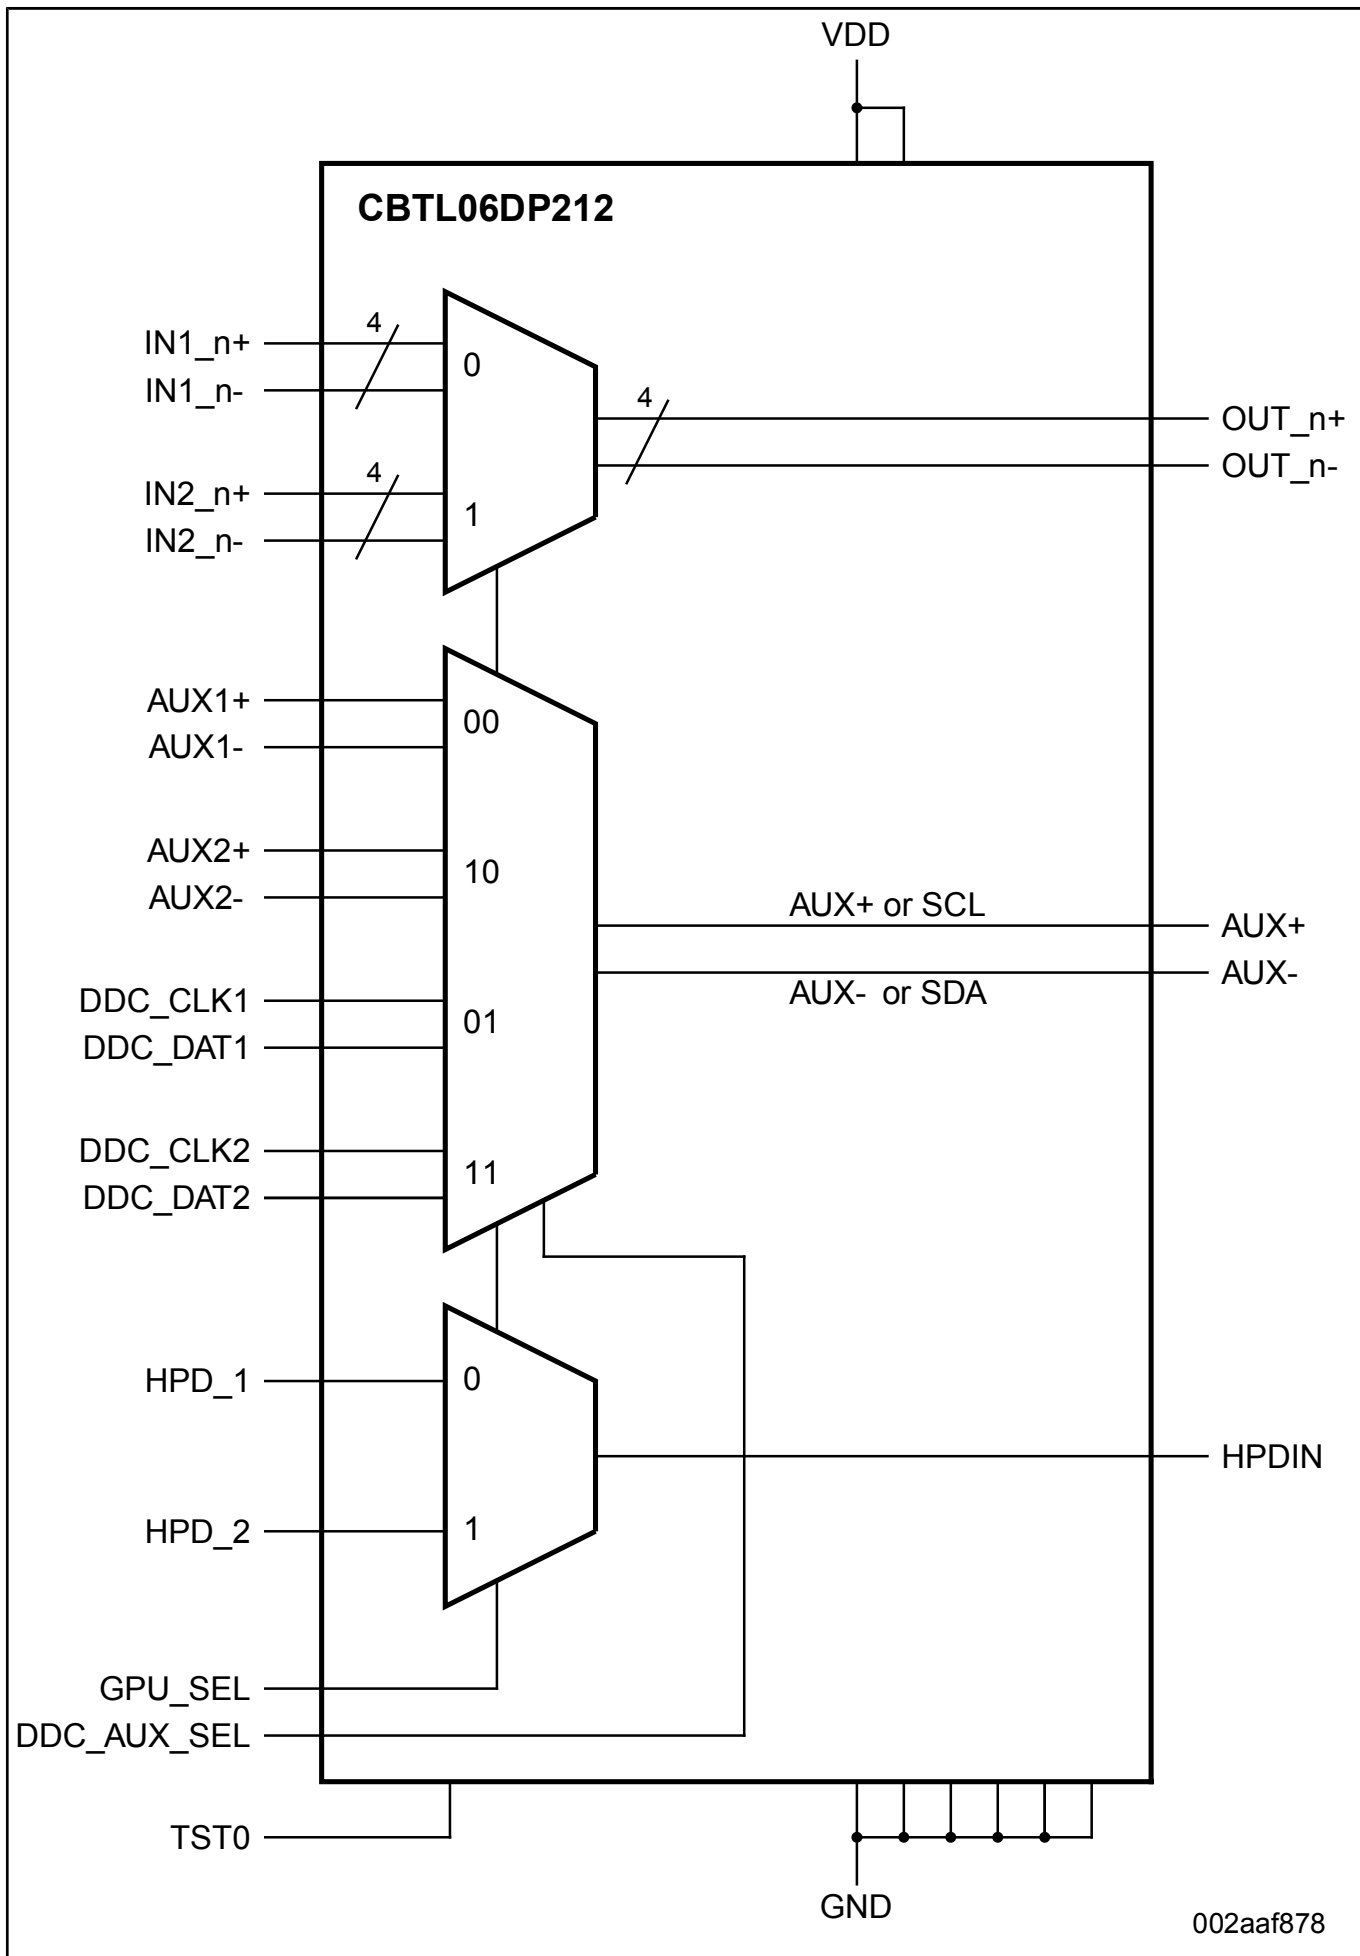 VDD
CBTL06DP212
IN1_n+
4
0
IN1_n-
4
OUT_n+
OUT_n-
IN2_n+
4
1
IN2_n-
AUX1+
00
AUX1-
AUX2+
10
AUX2-
AUX+ or SCL
AUX+
AUX-
AUX- or SDA
DDC_CLK1
01
DDC_DAT1
DDC_CLK2
11
DDC_DAT2
HPD_1
0
HPDIN
HPD_2
1
GPU_SEL
DDC_AUX_SEL
TST0
GND
002aaf878